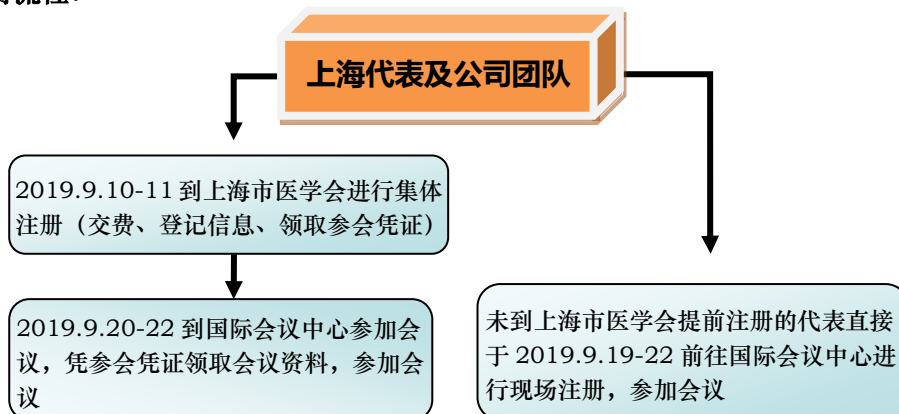 上海代表及公司团队
2019.9.10-11 到上海市医学会进行集体
注册（交费、登记信息、领取参会凭证）
2019.9.20-22 到国际会议中心参加会
议，凭参会凭证领取会议资料，参加会
议
未到上海市医学会提前注册的代表直接
于 2019.9.19-22 前往国际会议中心进
行现场注册，参加会议